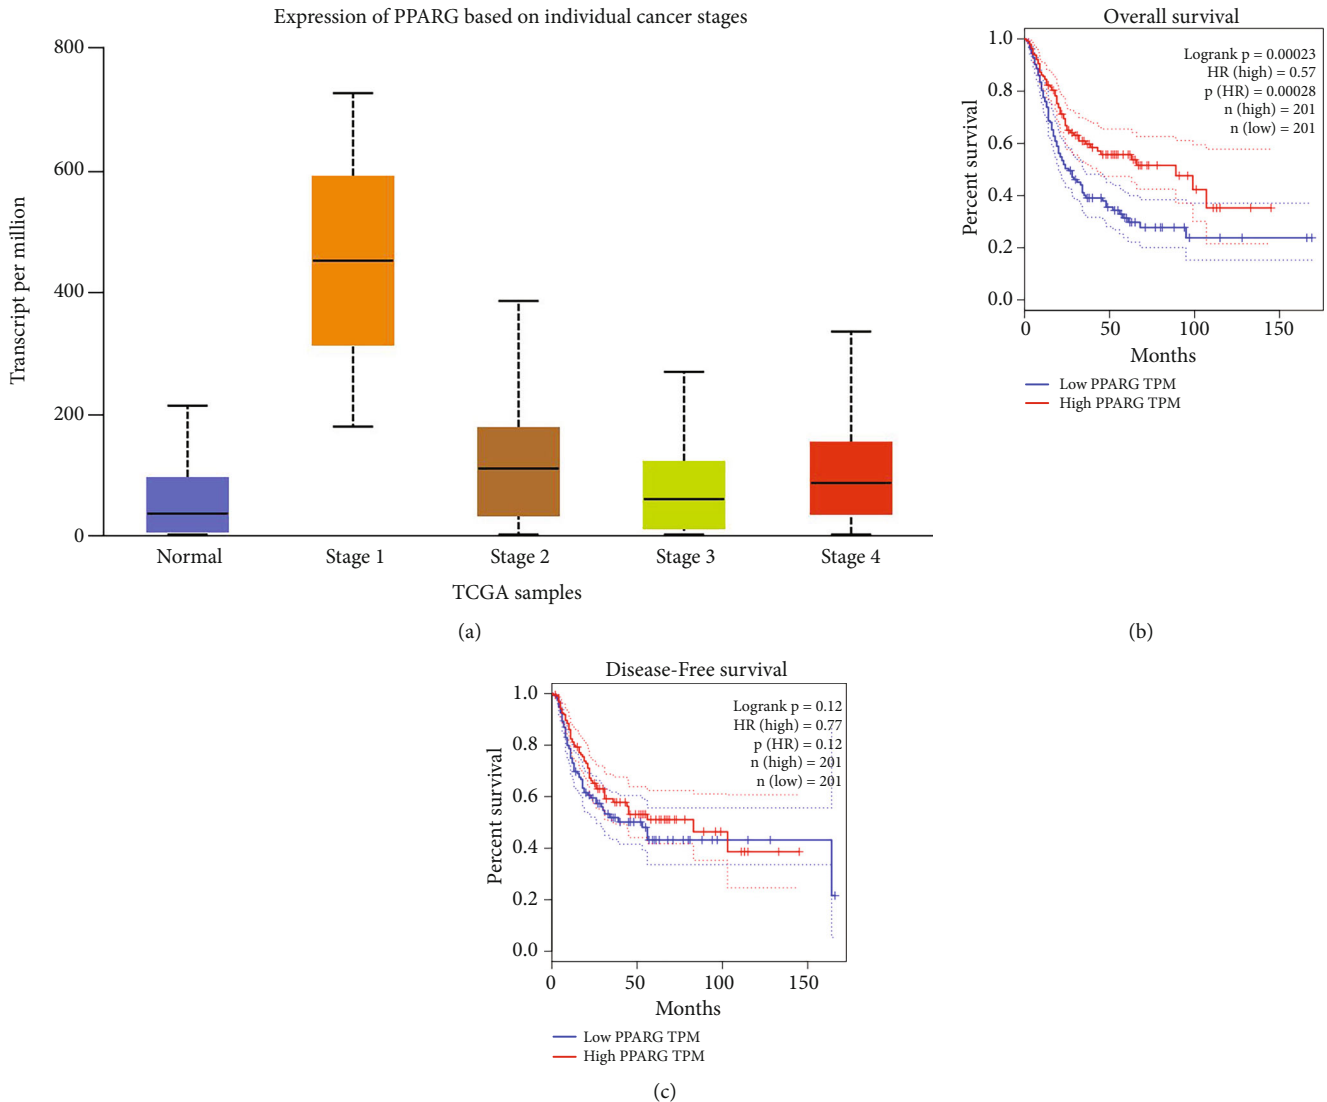 Expression of PPARG based on individual cancer stages
800
600
400
200
0
Transcript per million
Normal
Stage 1
Stage 2
Stage 3
Stage 4
TCGA samples
(a)
Overall survival
1.0
0.8
0.6
0.4
0.2
0.0
Percent survival
Logrank p = 0.00023
HR (high) = 0.57
p (HR) = 0.00028
n (high) = 201
n (low) = 201
0 50 100 150
Months
Low PPARG TPM
High PPARG TPM
(b)
Disease-Free survival
1.0
0.8
0.6
0.4
0.2
0.0
Percent survival
Logrank p = 0.12
HR (high) = 0.77
p (HR) = 0.12
n (high) = 201
n (low) = 201
0 50 100 150
Months
Low PPARG TPM
High PPARG TPM
(c)